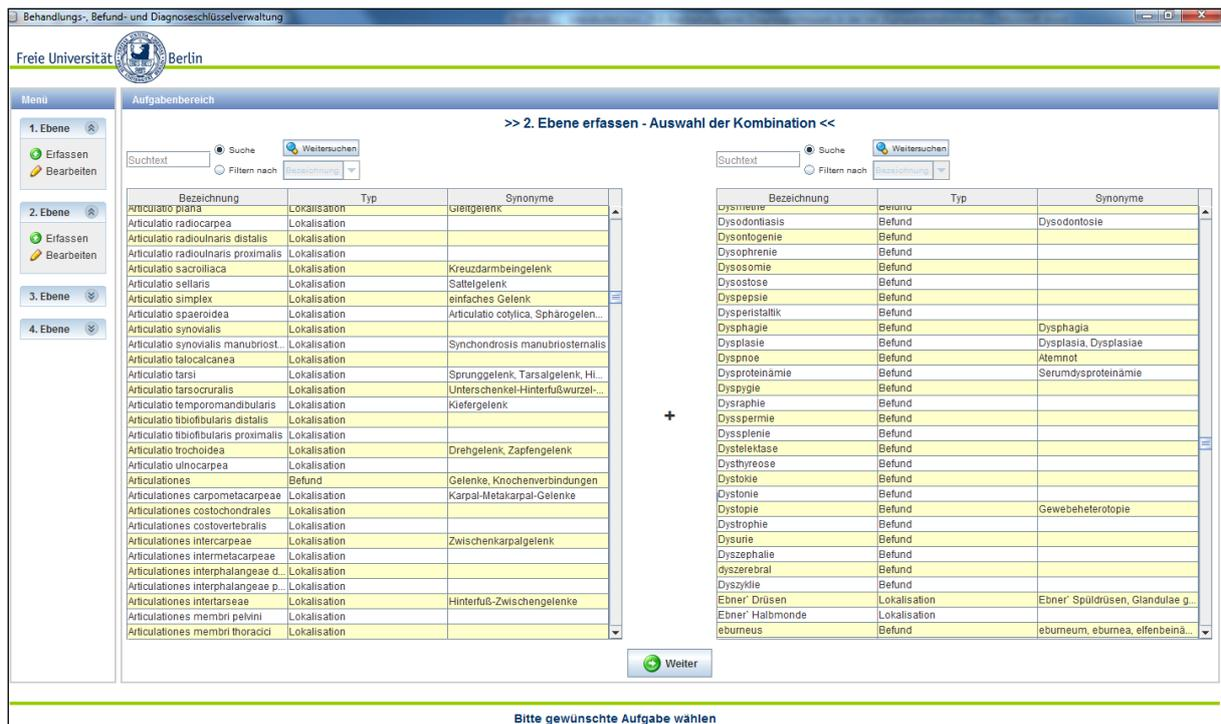 Behandlungs-, Befund- und Diagnoseschlüsselverwaltung
Freie Universität Berlin
Menü
1. Ebene
Erfassen
Bearbeiten
2. Ebene
Erfassen
Bearbeiten
3. Ebene
4. Ebene
Aufgabenbereich
>> 2. Ebene erfassen - Auswahl der Kombination <<
Suchtext
Suche
Weitersuchen
Filtern nach
Bezeichnung
Bezeichnung Typ Synonyme
Articulatio plana Lokalisation Gleitgelenk
Articulatio radiocarpea Lokalisation
Articulatio radioulnaris distalis Lokalisation
Articulatio radioulnaris proximalis Lokalisation
Articulatio sacroiliaca Lokalisation Kreuzdarmbeingelenk
Articulatio sellaris Lokalisation Sattelgelenk
Articulatio simplex Lokalisation einfaches Gelenk
Articulatio spaeroidea Lokalisation Articulatio cotylica, Sphärogelen...
Articulatio synovialis Lokalisation
Articulatio synovialis manubriost... Lokalisation Synchondrosis manubriosternalis
Articulatio talocalcanea Lokalisation
Articulatio tarsi Lokalisation Sprunggelenk, Tarsalgelenk, Hi...
Articulatio tarsocruralis Lokalisation Unterschenkel-Hinterfußwurzel-...
Articulatio temporomandibularis Lokalisation Kiefergelenk
Articulatio tibiofibularis distalis Lokalisation
Articulatio tibiofibularis proximalis Lokalisation
Articulatio trochoidea Lokalisation Drehgelenk, Zapfengelenk
Articulatio ulnocarpea Lokalisation
Articulationes Befund Gelenke, Knochenverbindungen
Articulationes carpometacarpeae Lokalisation Karpal-Metakarpal-Gelenke
Articulationes costochondrales Lokalisation
Articulationes costovertebralis Lokalisation
Articulationes intercarpeae Lokalisation Zwischenkarpalgelenk
Articulationes intermetacarpeae Lokalisation
Articulationes interphalangeae d... Lokalisation
Articulationes interphalangeae p... Lokalisation
Articulationes intertarseae Lokalisation Hinterfuß-Zwischengelenke
Articulationes membri pelvini Lokalisation
Articulationes membri thoracici Lokalisation
+
Suchtext
Suche
Weitersuchen
Filtern nach
Bezeichnung
Bezeichnung Typ Synonyme
Dysmetrie Befund
Dysodontiasis Befund Dysodontosie
Dysontogenie Befund
Dysophrenie Befund
Dysosomie Befund
Dysostose Befund
Dyspepsie Befund
Dysperistaltik Befund
Dysphagie Befund Dysphagia
Dysplasie Befund Dysplasia, Dysplasiae
Dyspnoe Befund Atemnot
Dysproteinämie Befund Serumdysproteinämie
Dyspygie Befund
Dysraphie Befund
Dysspermie Befund
Dyssplenie Befund
Dystelektase Befund
Dysthyreose Befund
Dystokie Befund
Dystonie Befund
Dystopie Befund Gewebeheterotopie
Dystrophie Befund
Dysurie Befund
Dyszephalie Befund
dyszerebral Befund
Dyszyklie Befund
Ebner' Drüsen Lokalisation Ebner' Spüldrüsen, Glandulae g...
Ebner' Halbmonde Lokalisation
eburneus Befund eburneum, eburnea, elfenbeinä...
Weiter
Bitte gewünschte Aufgabe wählen